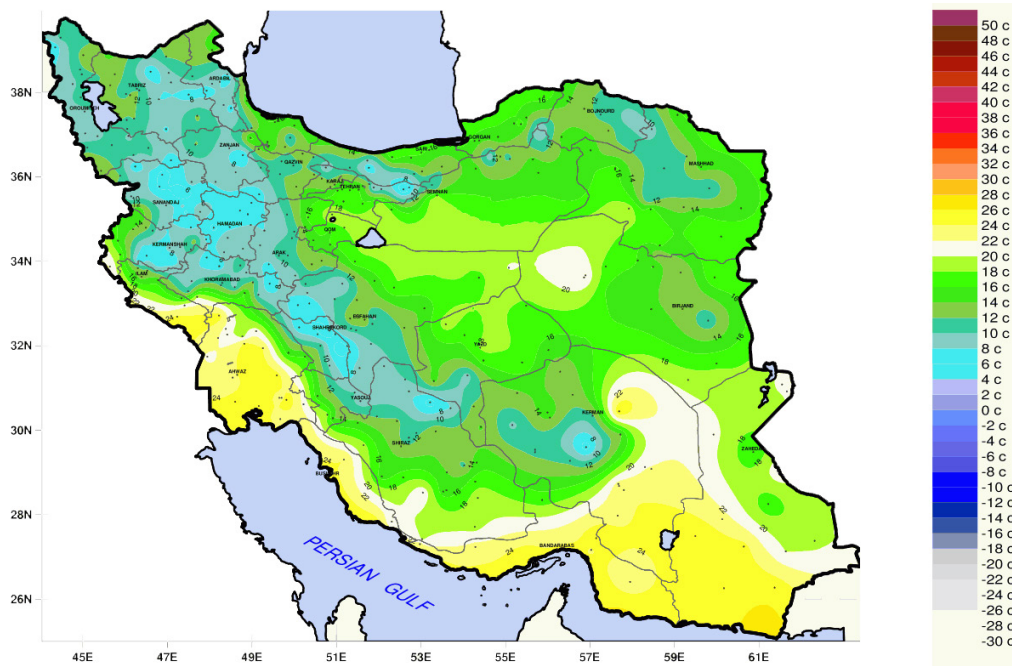 50 c
48 c
46 c
44 c
42 c
40 c
38 c
36 c
34 c
32 c
30 c
28 c
26 c
24 c
22 c
20 c
18 c
16 c
14 c
12 c
10 c
8 c
6 c
4 c
2 c
0 c
-2 c
-4 c
-6 c
-8 c
-10 c
-12 c
-14 c
-16 c
-18 c
-20 c
-22 c
-24 c
-26 c
-28 c
-30 c
38N
36N
34N
32N
30N
28N
26N
45E 47E 49E 51E 53E 55E 57E 59E 61E
TABRIZ
ARDABIL
OROUMIYEH
ZANJAN
QAZVIN
SARI
GORGAN
BOJNOURD
MASHHAD
KARAJ
TEHRAN
SEMNAN
SANANDAJ
HAMADAN
QOM
KERMANSHAH
ARAK
ILAM
KHORAMABAD
BIRJAND
ESFAHAN
SHAHREKORD
YAZD
AHWAZ
YASOUJ
KERMAN
SHIRAZ
BUSHEHR
BANDARABAS
PERSIAN GULF